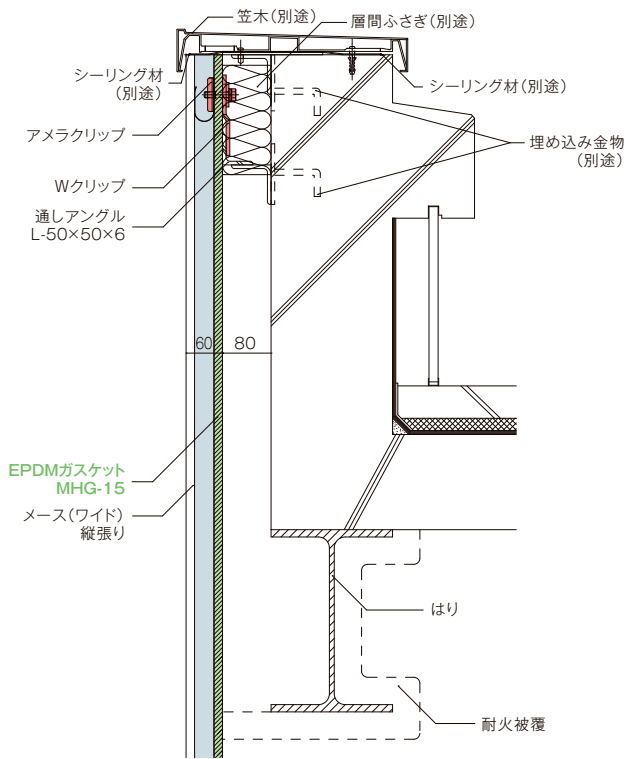 笠木(別途)
層間ふさぎ(別途)
シーリング材
(別途)
シーリング材(別途)
アメラクリップ
埋め込み金物
(別途)
Wクリップ
通しアングル
L-50×50×6
60
80
EPDMガスケット
MHG-15
メース(ワイド)
縦張り
はり
耐火被覆